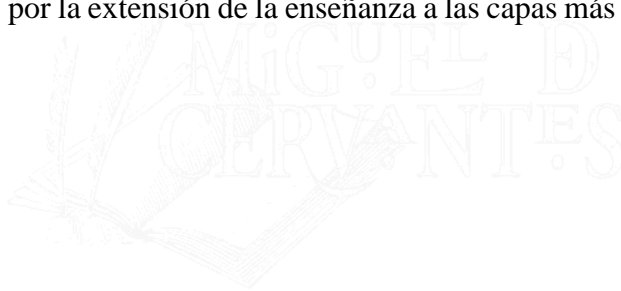 por la extensión de la enseñanza a las capas más
MiGUEL D
CERVANTES